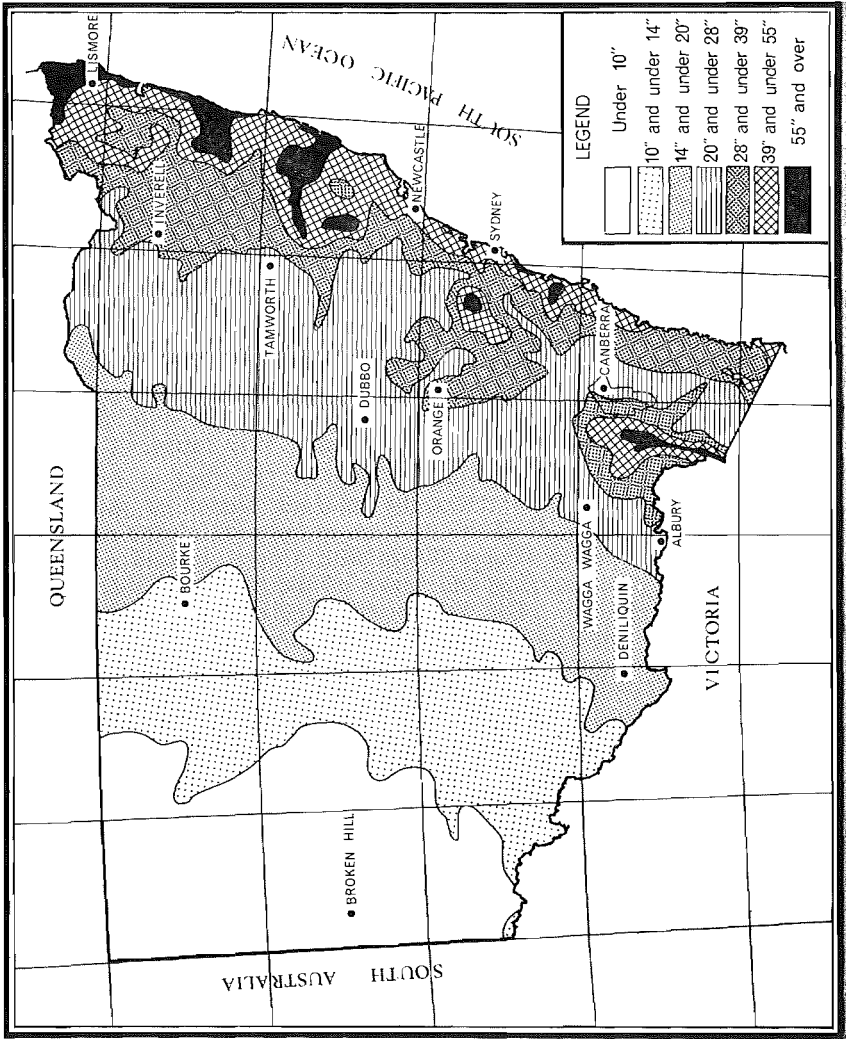 QUEENSLAND
SOUTH PACIFIC OCEAN
SOUTH AUSTRALIA
VICTORIA
LISMORE
INVERELL
TAMWORTH
BOURKE
DUBBO
BROKEN HILL
ORANGE
NEWCASTLE
SYDNEY
CANBERRA
WAGGA WAGGA
ALBURY
DENILIQUIN
LEGEND
Under 10"
10" and under 14"
14" and under 20"
20" and under 28"
28" and under 39"
39" and under 55"
55" and over